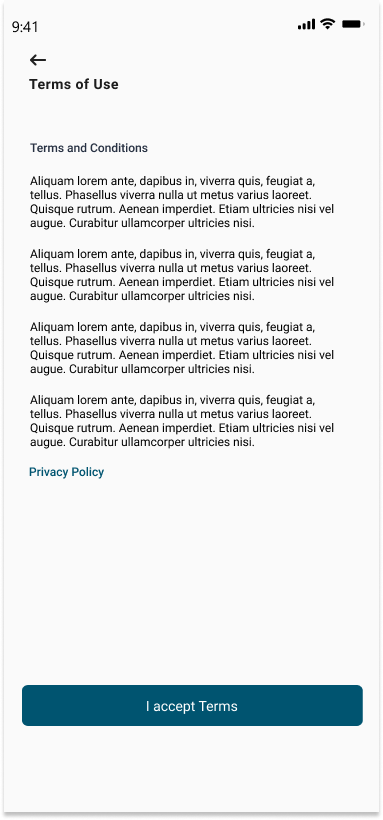 9:41
Terms of Use
Terms and Conditions
Aliquam lorem ante, dapibus in, viverra quis, feugiat a,
tellus. Phasellus viverra nulla ut metus varius laoreet.
Quisque rutrum. Aenean imperdiet. Etiam ultricies nisi vel
augue. Curabitur ullamcorper ultricies nisi.
Aliquam lorem ante, dapibus in, viverra quis, feugiat a,
tellus. Phasellus viverra nulla ut metus varius laoreet.
Quisque rutrum. Aenean imperdiet. Etiam ultricies nisi vel
augue. Curabitur ullamcorper ultricies nisi.
Aliquam lorem ante, dapibus in, viverra quis, feugiat a,
tellus. Phasellus viverra nulla ut metus varius laoreet.
Quisque rutrum. Aenean imperdiet. Etiam ultricies nisi vel
augue. Curabitur ullamcorper ultricies nisi.
Aliquam lorem ante, dapibus in, viverra quis, feugiat a,
tellus. Phasellus viverra nulla ut metus varius laoreet.
Quisque rutrum. Aenean imperdiet. Etiam ultricies nisi vel
augue. Curabitur ullamcorper ultricies nisi.
Privacy Policy
I accept Terms